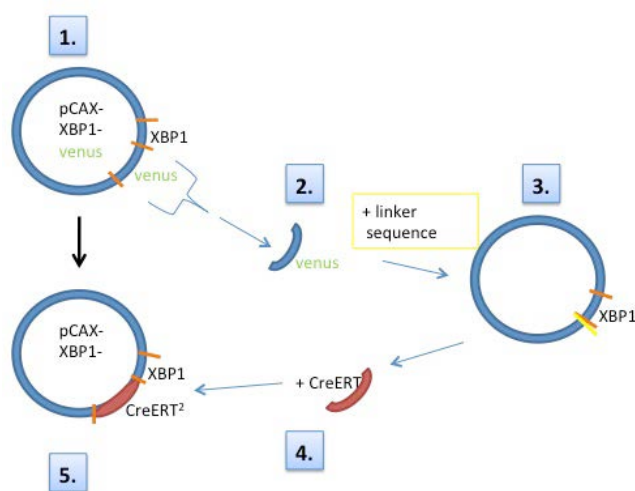 1.
pCAX-
XBP1-
venus
XBP1
venus
2.
venus
+ linker
sequence
3.
XBP1
+ CreERT
4.
pCAX-
XBP1-
XBP1
CreERT²
5.